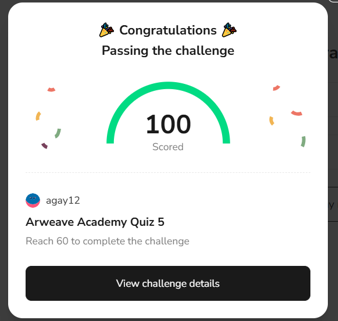 Congratulations
Passing the challenge
100
Scored
agay12
Arweave Academy Quiz 5
Reach 60 to complete the challenge
View challenge details